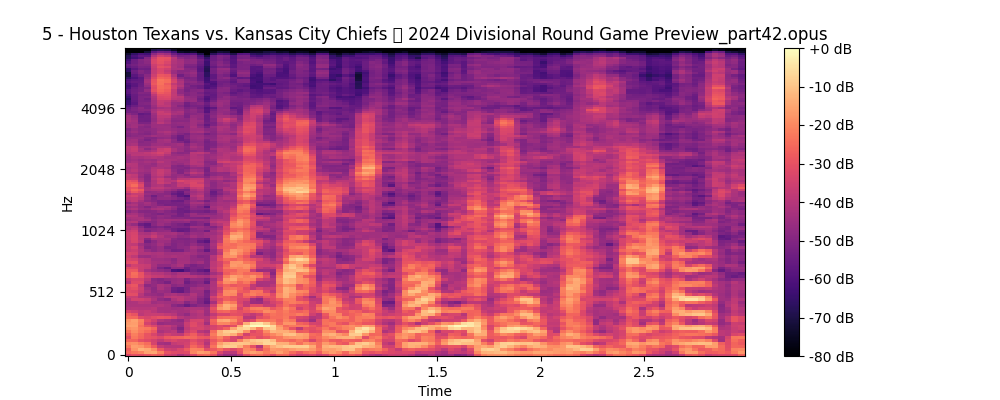 5 - Houston Texans vs. Kansas City Chiefs ▯ 2024 Divisional Round Game Preview_part42.opus
Hz
4096
2048
1024
512
0
0 0.5 1 1.5 2 2.5
Time
+0 dB
-10 dB
-20 dB
-30 dB
-40 dB
-50 dB
-60 dB
-70 dB
-80 dB